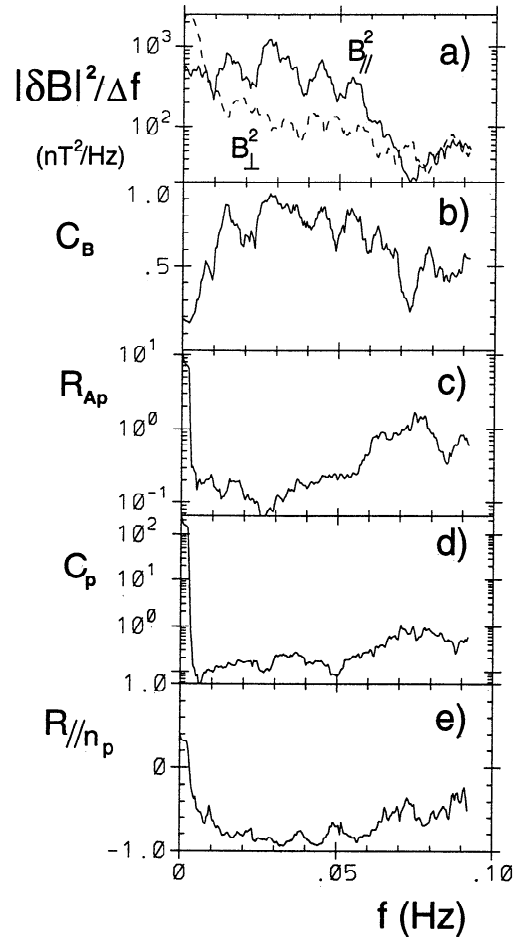 10³
B²//
a)
|δB|²/Δf
10²
(nT²/Hz)
B²⊥
1.0
b)
C_B
.5
10¹
c)
R_Ap
10⁰
10⁻¹
10²
d)
C_p
10¹
10⁰
1.0
R_//n_p
e)
0
-1.0
0 .05 .10
f (Hz)